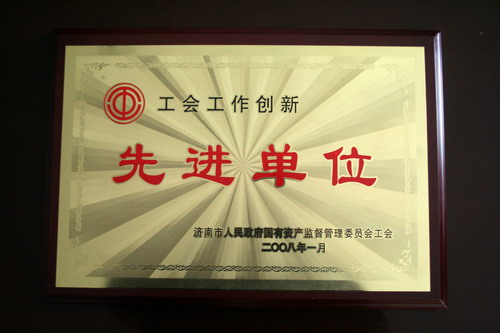 工会工作创新
先进单位
济南市人民政府国有资产监督管理委员会工会
二〇〇八年一月